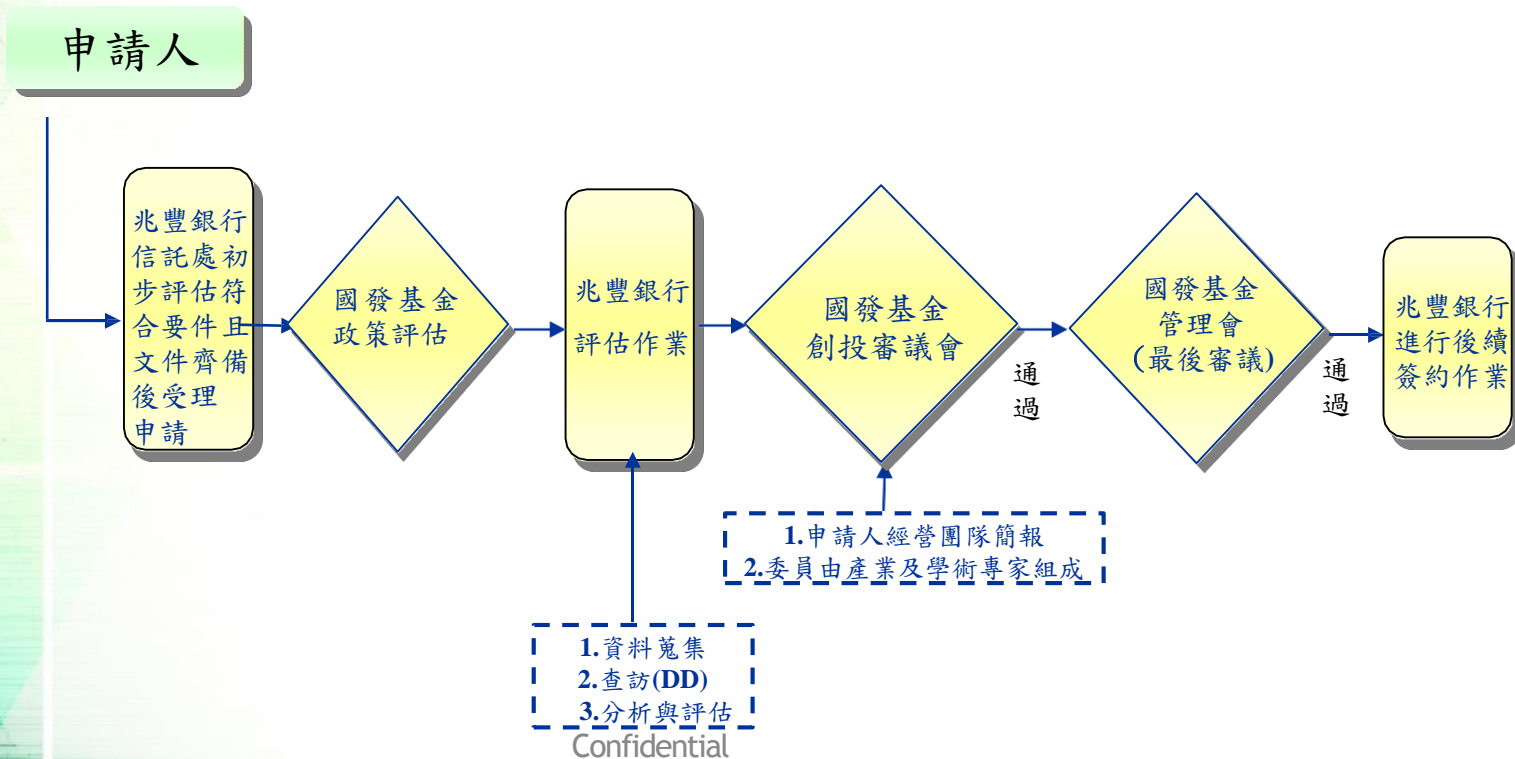 申請人
兆豐銀行
信託處初
步評估符
合要件且
文件齊備
後受理
申請
國發基金
政策評估
兆豐銀行
評估作業
國發基金
創投審議會
通
過
國發基金
管理會
(最後審議)
通
過
兆豐銀行
進行後續
簽約作業
1.申請人經營團隊簡報
2.委員由產業及學術專家組成
1.資料蒐集
2.查訪(DD)
3.分析與評估
Confidential